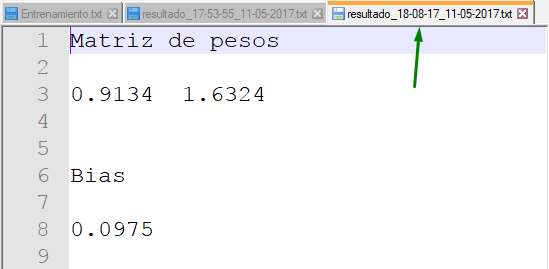 Entrenamiento.txt resultado_17-53-55_11-05-2017.txt resultado_18-08-17_11-05-2017.txt
1 Matriz de pesos
2
3 0.9134 1.6324
4
5
6 Bias
7
8 0.0975
9